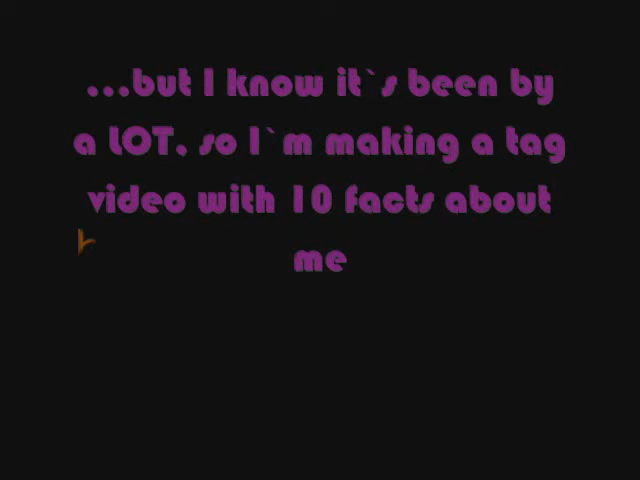 ...but I know it`s been by
a LOT, so I`m making a tag
video with 10 facts about
me